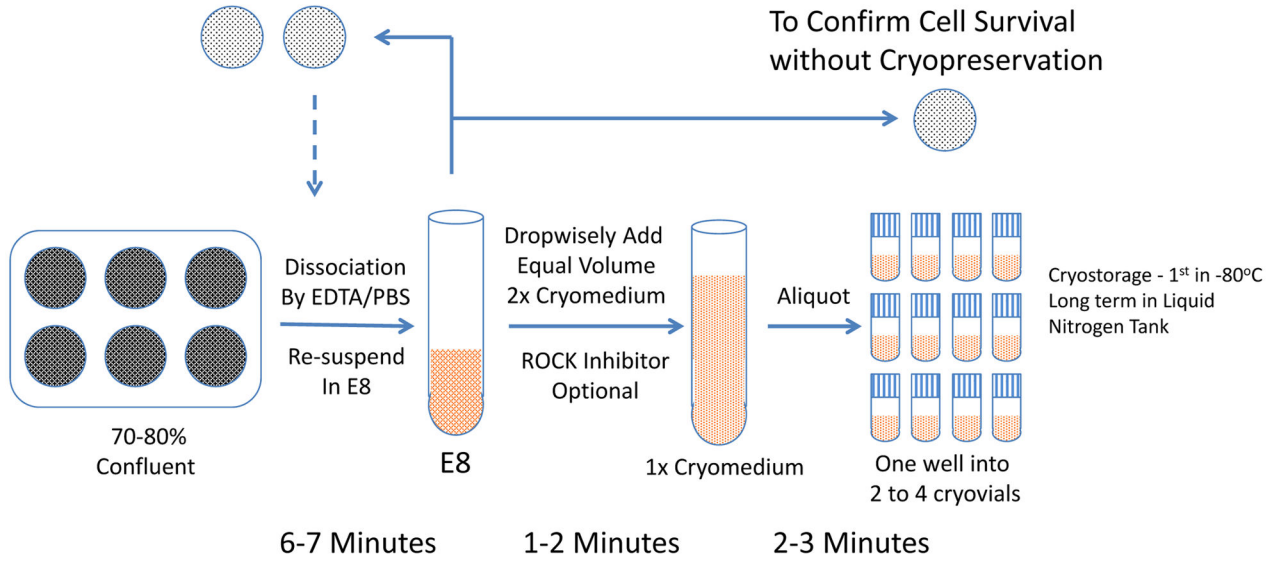 To Confirm Cell Survival
without Cryopreservation
Dissociation
By EDTA/PBS
Re-suspend
In E8
Dropwisely Add
Equal Volume
2x Cryomedium
ROCK Inhibitor
Optional
Aliquot
Cryostorage - 1st in -80oC
Long term in Liquid
Nitrogen Tank
70-80%
Confluent
E8
1x Cryomedium
One well into
2 to 4 cryovials
6-7 Minutes
1-2 Minutes
2-3 Minutes